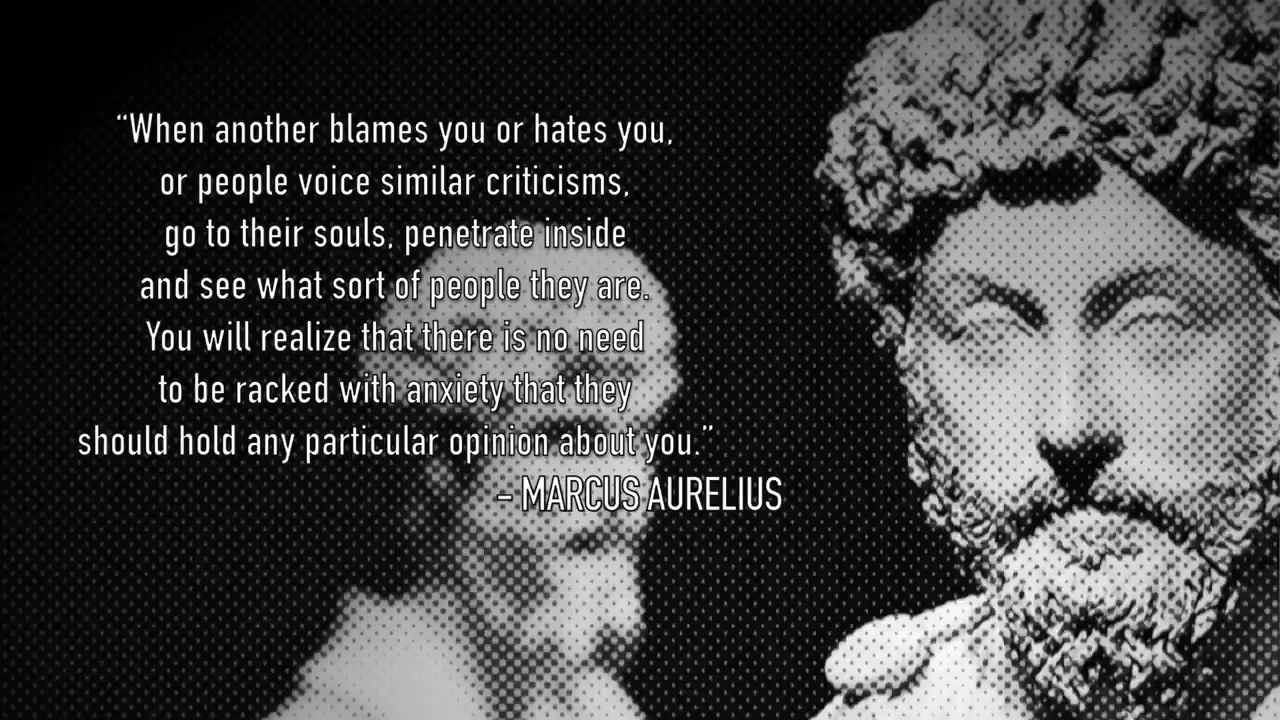 “When another blames you or hates you,
or people voice similar criticisms,
go to their souls, penetrate inside
and see what sort of people they are.
You will realize that there is no need
to be racked with anxiety that they
should hold any particular opinion about you.”
– MARCUS AURELIUS